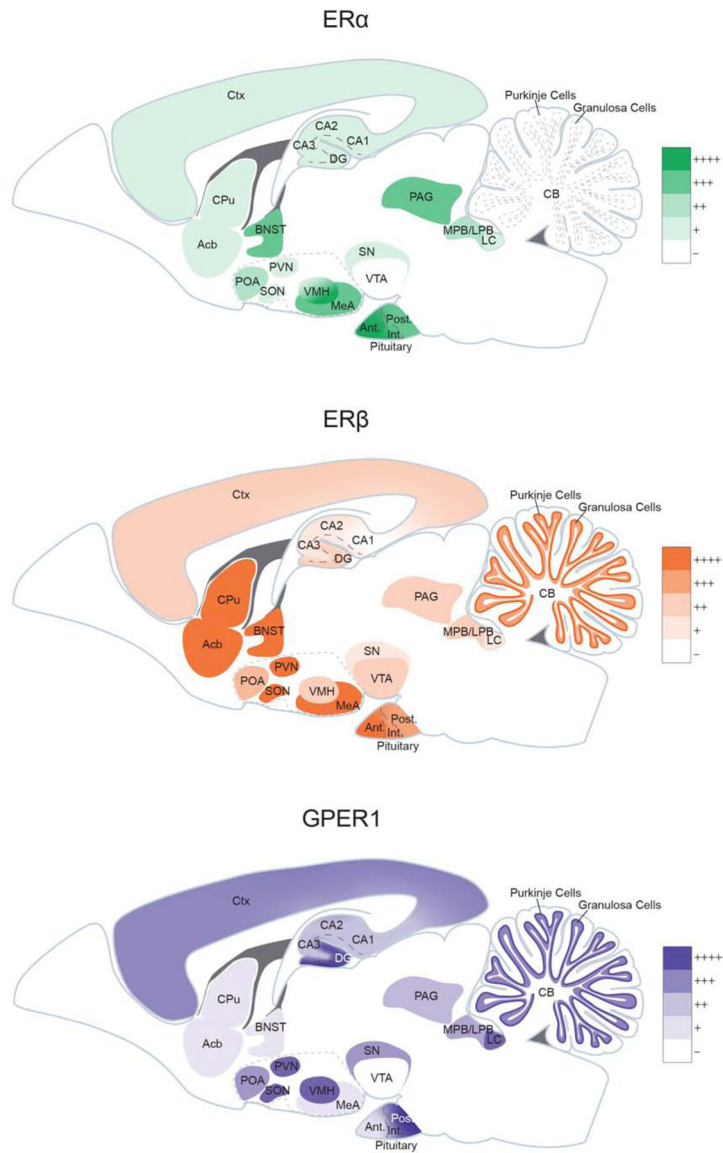 ERα
Purkinje Cells
Granulosa Cells
Ctx
CA2
CA3
CA1
DG
++++
+++
++
+
–
CPu
PAG
CB
BNST
MPB/LPB
LC
Acb
SN
PVN
POA
VTA
SON
VMH
MeA
Post.
Ant.
Int.
Pituitary
ERβ
Purkinje Cells
Granulosa Cells
Ctx
CA2
CA3
CA1
DG
++++
+++
++
+
–
CPu
PAG
CB
BNST
MPB/LPB
LC
Acb
SN
PVN
POA
VTA
SON
VMH
MeA
Post.
Ant.
Int.
Pituitary
GPER1
Purkinje Cells
Granulosa Cells
Ctx
CA2
CA3
CA1
DG
++++
+++
++
+
–
CPu
PAG
CB
BNST
MPB/LPB
LC
Acb
SN
PVN
POA
VTA
SON
VMH
MeA
Post.
Ant.
Int.
Pituitary